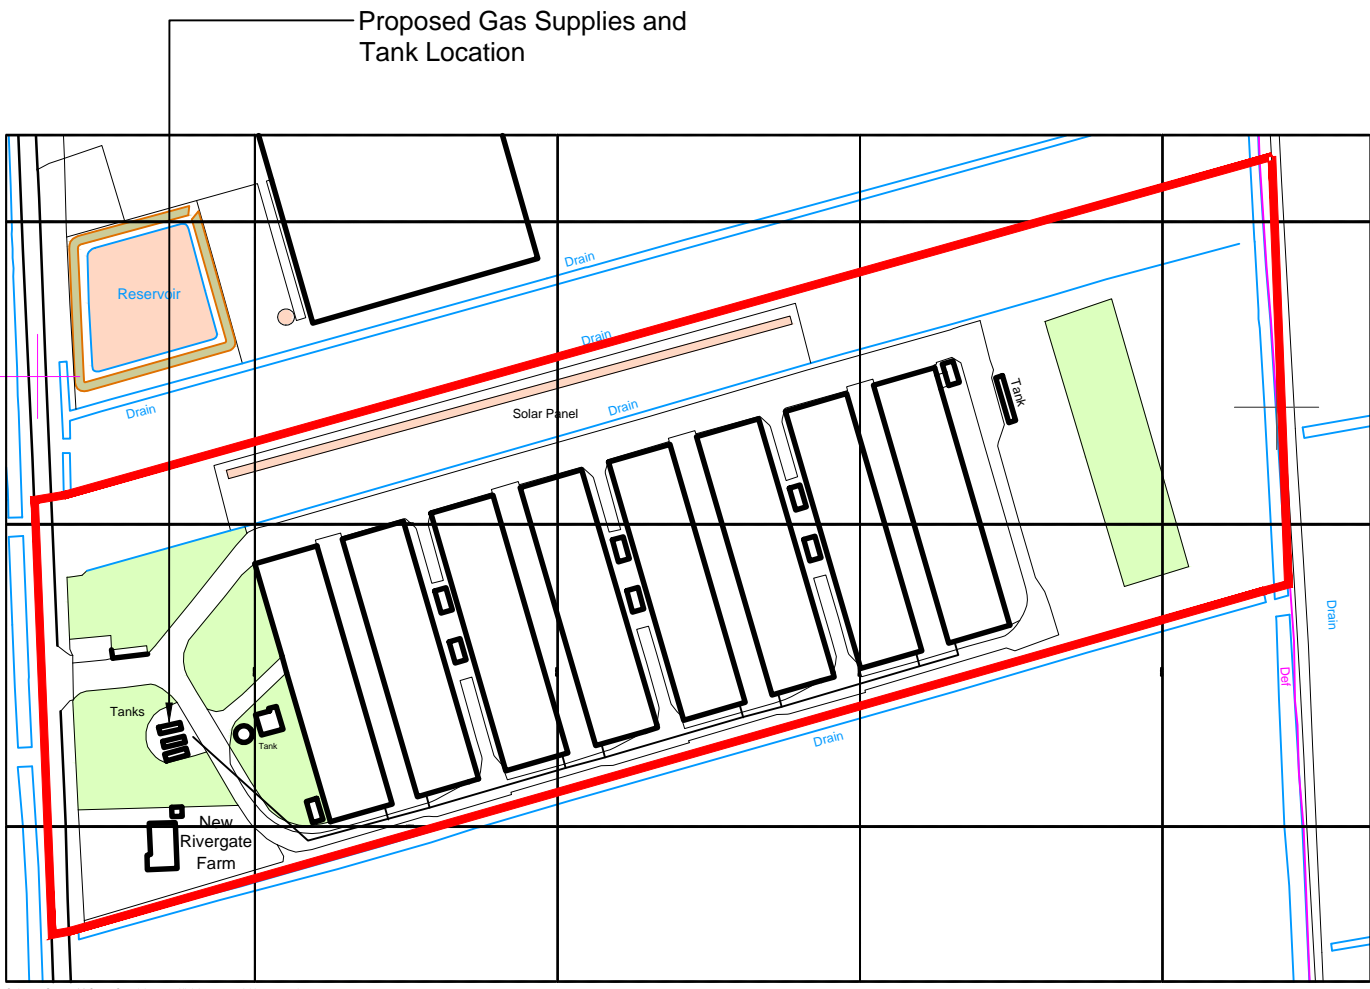 Proposed Gas Supplies and
Tank Location
Drain
Reservoir
Drain
Drain
Drain
Solar Panel
Tank
Drain
Def
Tanks
Tank
Drain
New
Rivergate
Farm